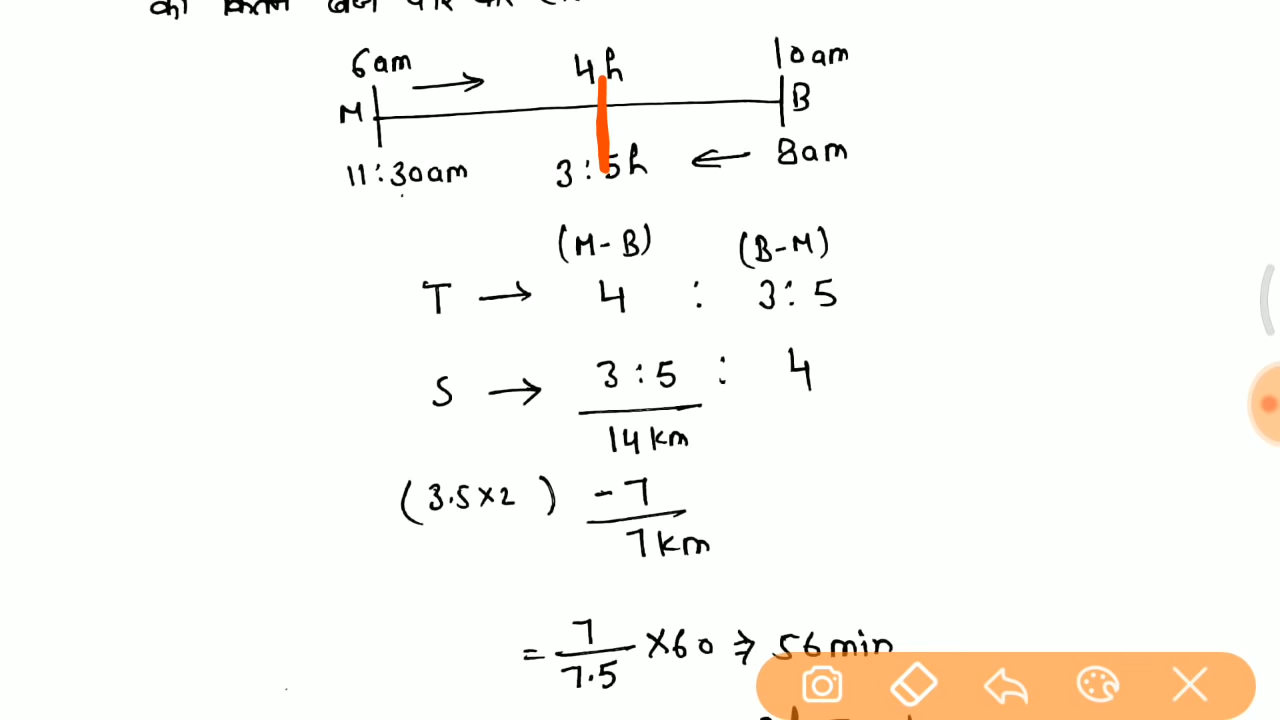 को
6am 4h 10am
M B
11:30am 3:5h 8am
(M-B) (B-M)
T → 4 : 3:5
S → 3:5 : 4
14km
(3.5×2) -7
7km
= 7/7.5 ×60 ⇒ 56min